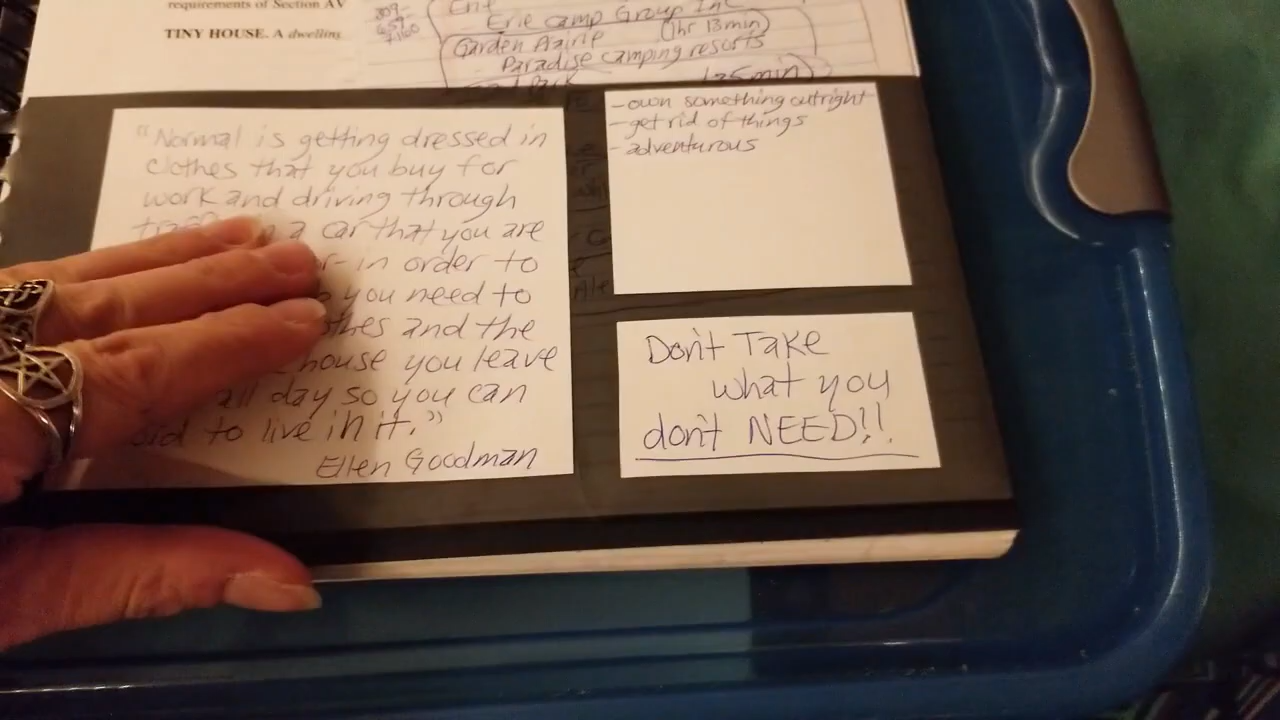 requirements of Section AV
TINY HOUSE. A dwelling
Erie Camp Group Inc
Garden Prairie (1hr 13min)
Paradise camping resorts
"Normal is getting dressed in
clothes that you buy for
work and driving through
a car that you are
in order to
you need to
and the
house you leave
all day so you can
to live in it."
Ellen Goodman
- own something outright
- get rid of things
- adventurous
Don't Take
what you
don't NEED!!